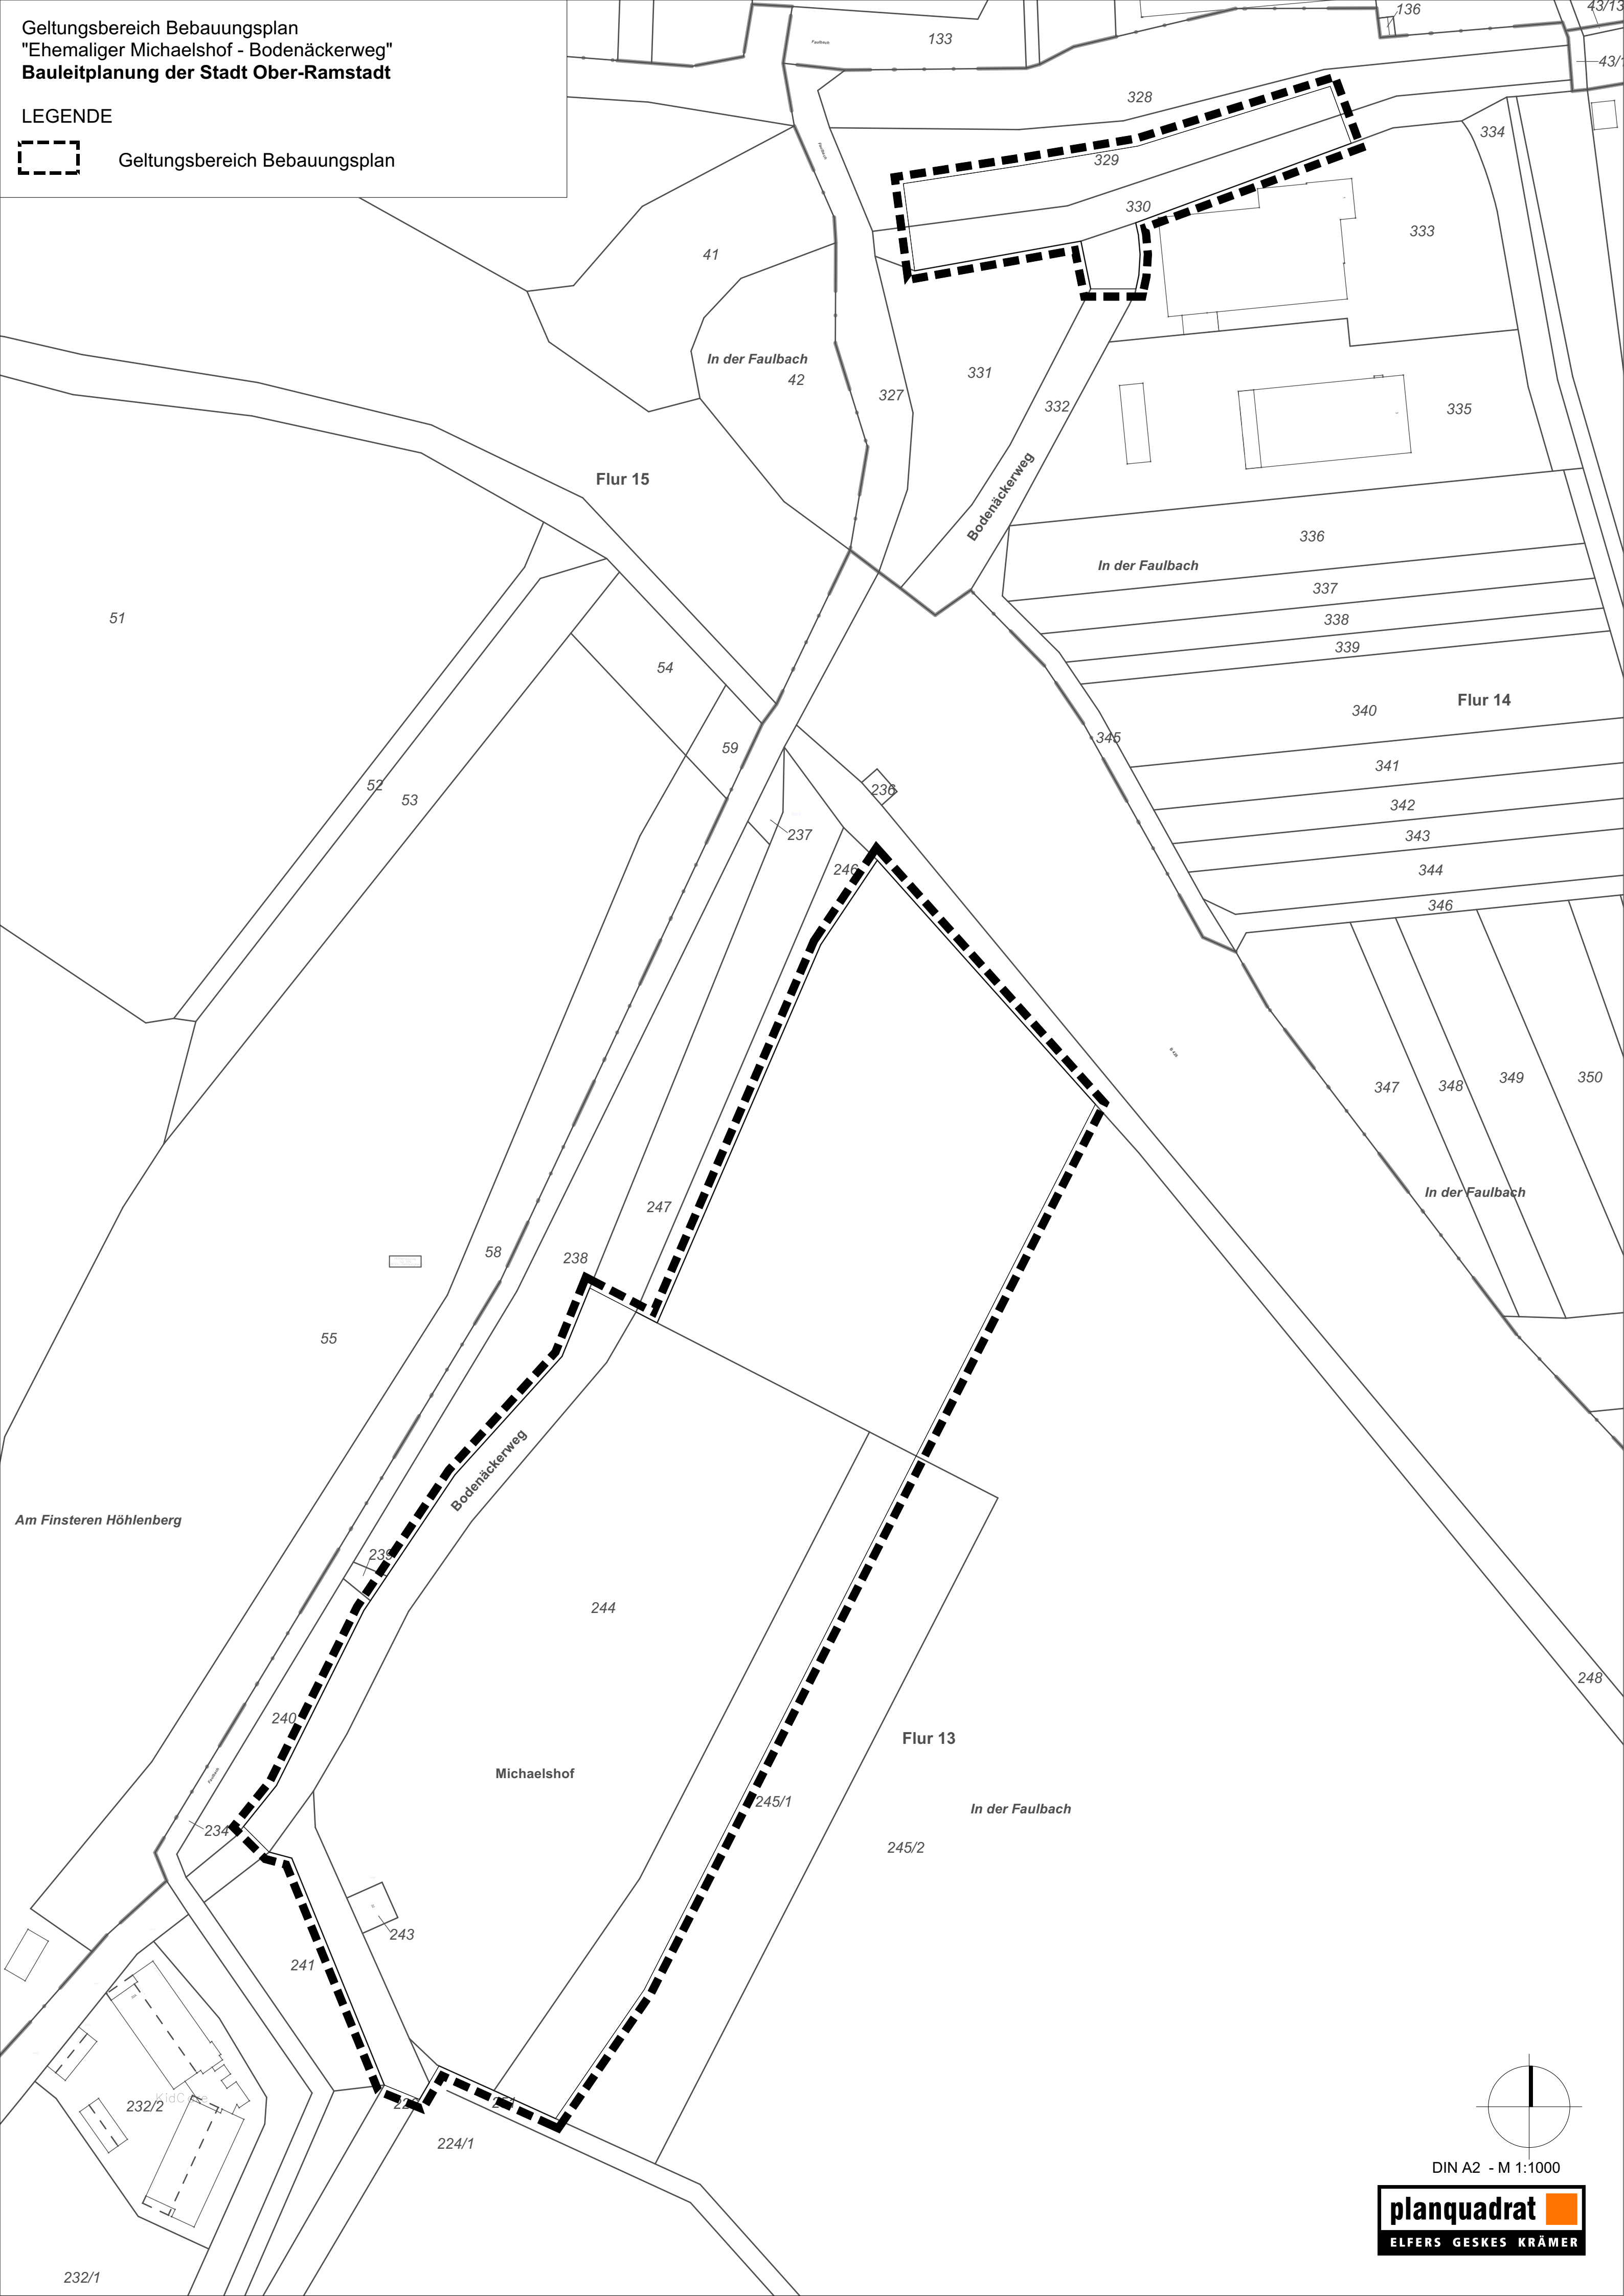 Geltungsbereich Bebauungsplan
"Ehemaliger Michaelshof - Bodenäckerweg"
Bauleitplanung der Stadt Ober-Ramstadt
LEGENDE
Geltungsbereich Bebauungsplan
136
133
328
334
329
330
333
41
In der Faulbach
42
327
331
332
335
Flur 15
Bodenäckerweg
336
In der Faulbach
337
338
339
51
54
Flur 14
340
345
59
341
52
53
236
342
237
343
246
344
346
347
348
349
350
In der Faulbach
247
58
238
55
Bodenäckerweg
Am Finsteren Höhlenberg
239
244
248
240
Flur 13
Michaelshof
245/1
In der Faulbach
234
245/2
243
241
232/2
224/1
232/1
DIN A2 - M 1:1000
planquadrat
ELFERS GESKES KRÄMER